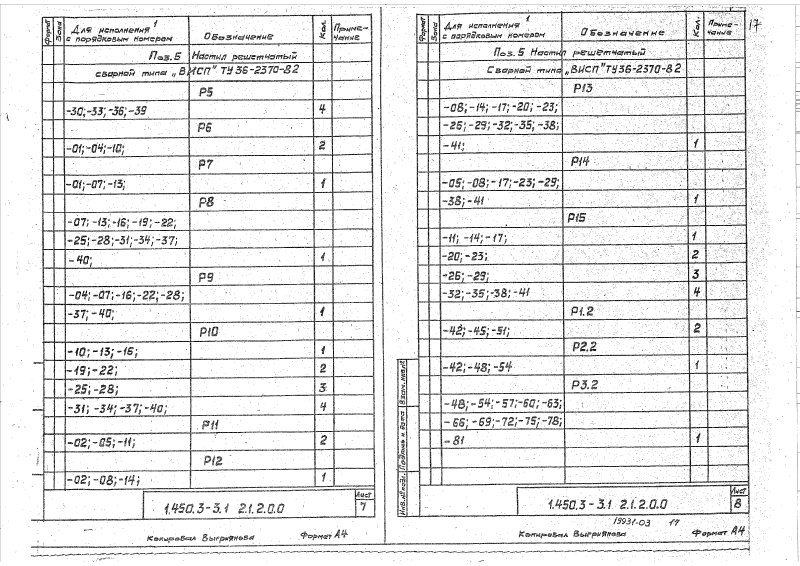 Формат Зона Для исполнения 1 с порядковым номером Обозначение Кол. Приме-чание
Поз.5 Настил решетчатый
сварной типа „ВИСП" ТУ36-2370-82
Р5
-30;-33;-36;-39 4
Р6
-01;-04;-10; 2
Р7
-01;-07;-13; 1
Р8
-07;-13;-16;-19;-22;
-25;-28;-31;-34;-37;
-40; 1
Р9
-04;-07;-16;-22;-28;
-37;-40; 1
Р10
-10;-13;-16; 1
-19;-22; 2
-25;-28; 3
-31;-34;-37;-40; 4
Р11
-02;-05;-11; 2
Р12
-02;-08;-14; 1
1.450.3-3.1 2.1.2.0.0 Лист 7
Копировал Выгриянова Формат А4
17
Формат Зона Для исполнения 1 с порядковым номером Обозначение Кол. Приме-чание
Поз.5 Настил решетчатый
Сварной типа „ВИСП" ТУ36-2370-82
Р13
-08;-14;-17;-20;-23;
-26;-29;-32;-35;-38;
-41; 1
Р14
-05;-08;-17;-23;-29;
-38;-41 1
Р15
-11;-14;-17; 1
-20;-23; 2
-26;-29; 3
-32;-35;-38;-41 4
Р1.2
-42;-45;-51; 2
Р2.2
-42;-48;-54 1
Р3.2
-48;-54;-57;-60;-63;
-66;-69;-72;-75;-78;
-81 1
Инв.№ подл. Подпись и дата Взам.инв.№
1.450.3-3.1 2.1.2.0.0 Лист 8
15931-03 17
Копировал Выгриянова Формат А4